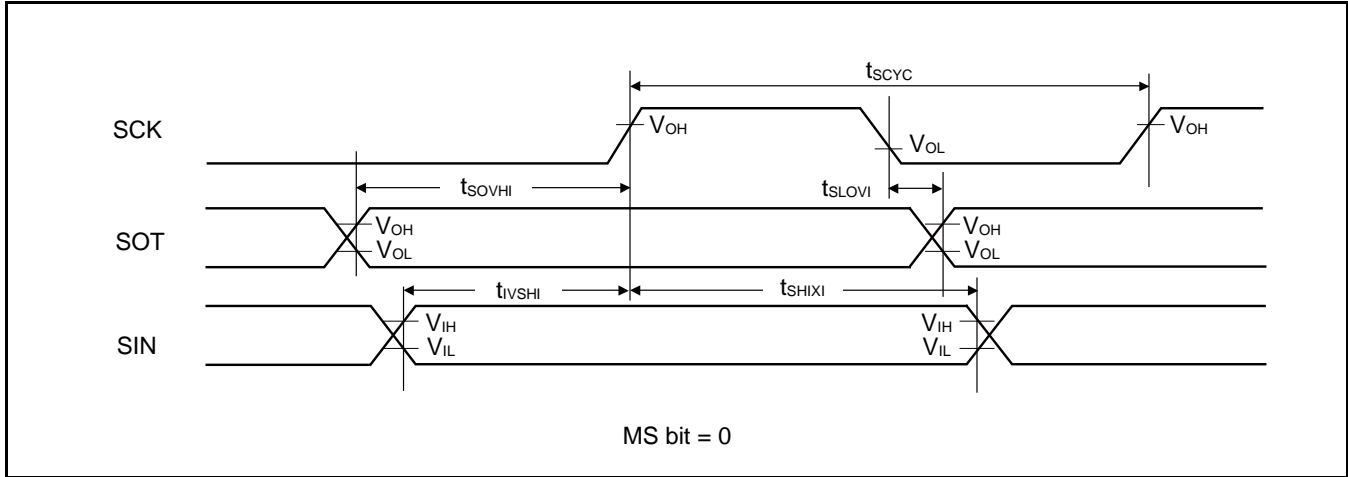 tSCYC
SCK
VOH
VOL
VOH
tSOVHI
tSLOVI
SOT
VOH
VOL
VOH
VOL
tIVSHI
tSHIXI
SIN
VIH
VIL
VIH
VIL
MS bit = 0